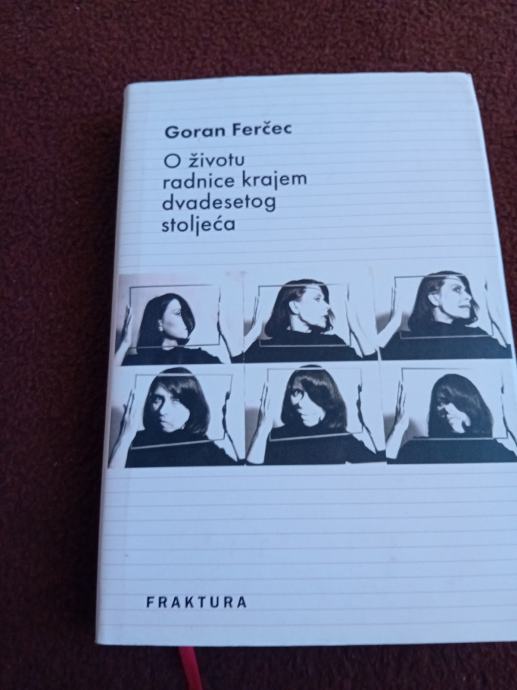 Goran Ferčec
O životu
radnice krajem
dvadesetog
stoljeća
FRAKTURA